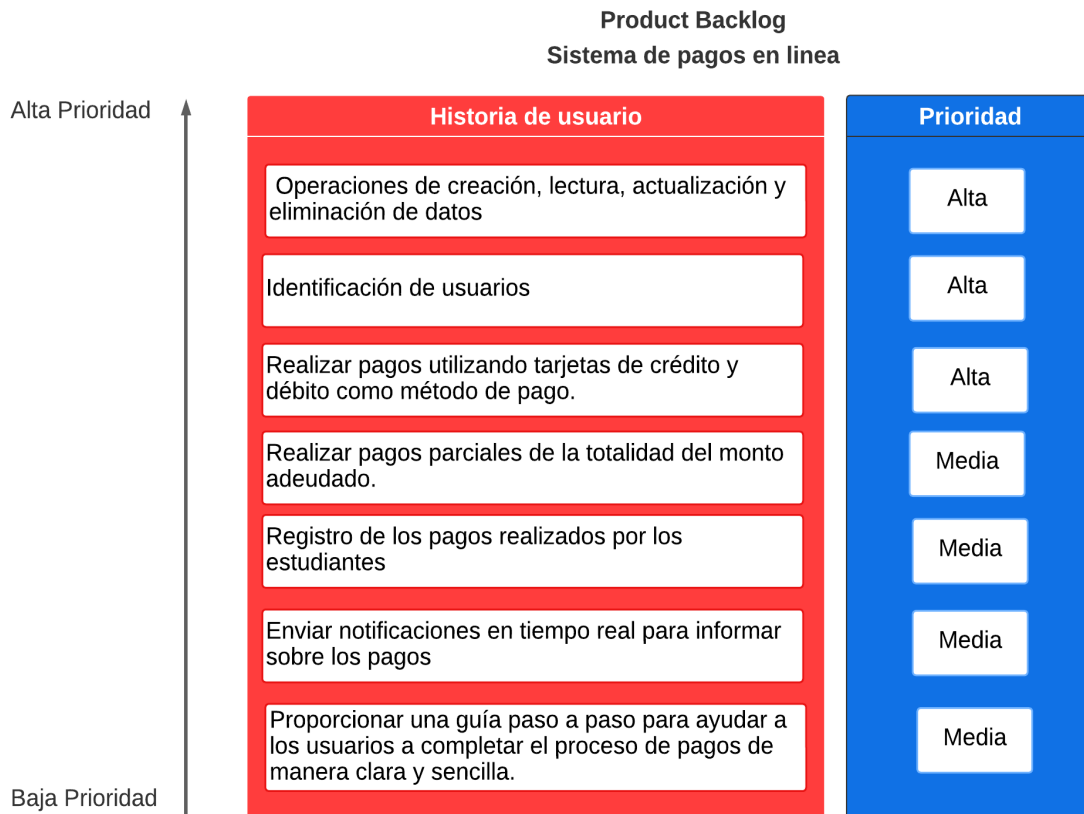 Product Backlog
Sistema de pagos en linea
Alta Prioridad
Historia de usuario
Prioridad
Operaciones de creación, lectura, actualización y
eliminación de datos
Alta
Identificación de usuarios
Alta
Realizar pagos utilizando tarjetas de crédito y
débito como método de pago.
Alta
Realizar pagos parciales de la totalidad del monto
adeudado.
Media
Registro de los pagos realizados por los
estudiantes
Media
Enviar notificaciones en tiempo real para informar
sobre los pagos
Media
Proporcionar una guía paso a paso para ayudar a
los usuarios a completar el proceso de pagos de
manera clara y sencilla.
Media
Baja Prioridad